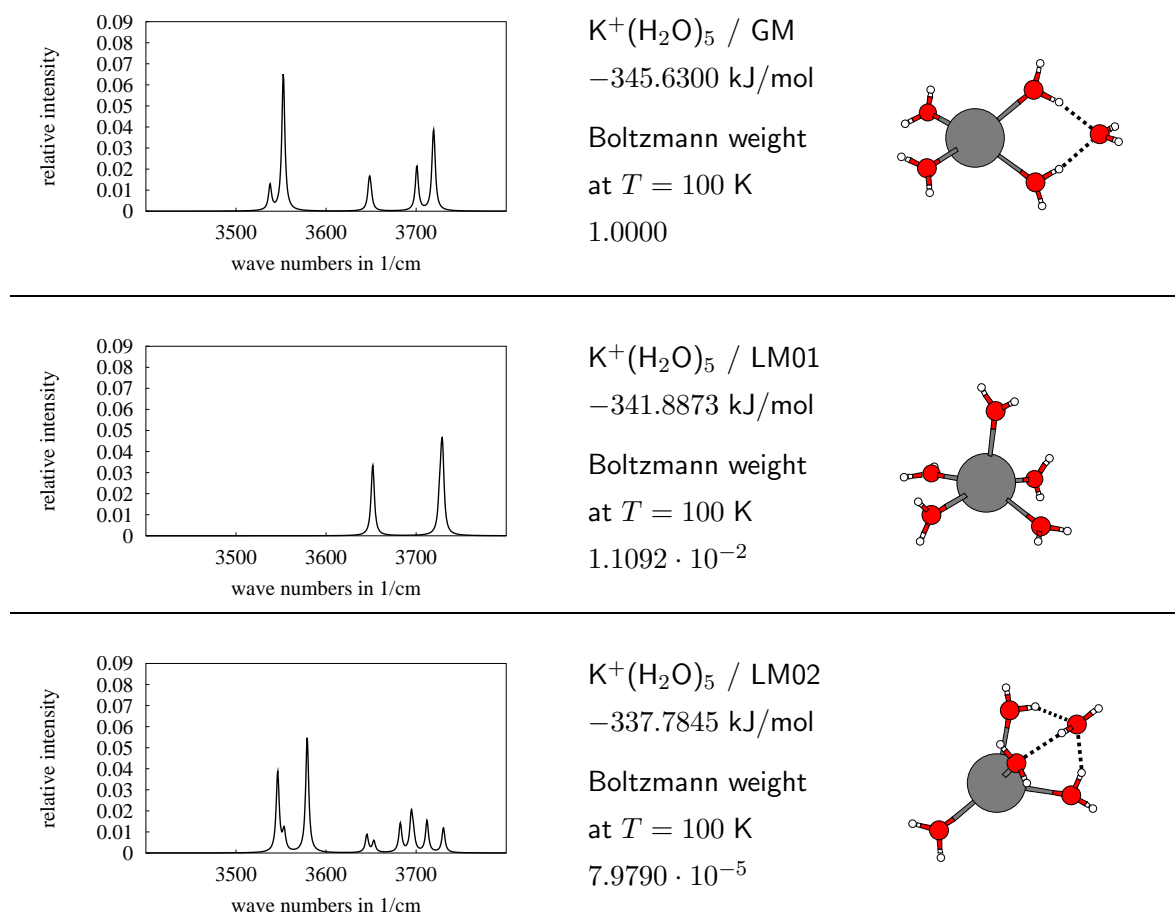 0.09
0.08
0.07
0.06
0.05
0.04
0.03
0.02
0.01
0
relative intensity
3500 3600 3700
wave numbers in 1/cm
K⁺(H₂O)₅ / GM
−345.6300 kJ/mol
Boltzmann weight
at T = 100 K
1.0000
0.09
0.08
0.07
0.06
0.05
0.04
0.03
0.02
0.01
0
relative intensity
3500 3600 3700
wave numbers in 1/cm
K⁺(H₂O)₅ / LM01
−341.8873 kJ/mol
Boltzmann weight
at T = 100 K
1.1092 · 10⁻²
0.09
0.08
0.07
0.06
0.05
0.04
0.03
0.02
0.01
0
relative intensity
3500 3600 3700
wave numbers in 1/cm
K⁺(H₂O)₅ / LM02
−337.7845 kJ/mol
Boltzmann weight
at T = 100 K
7.9790 · 10⁻⁵